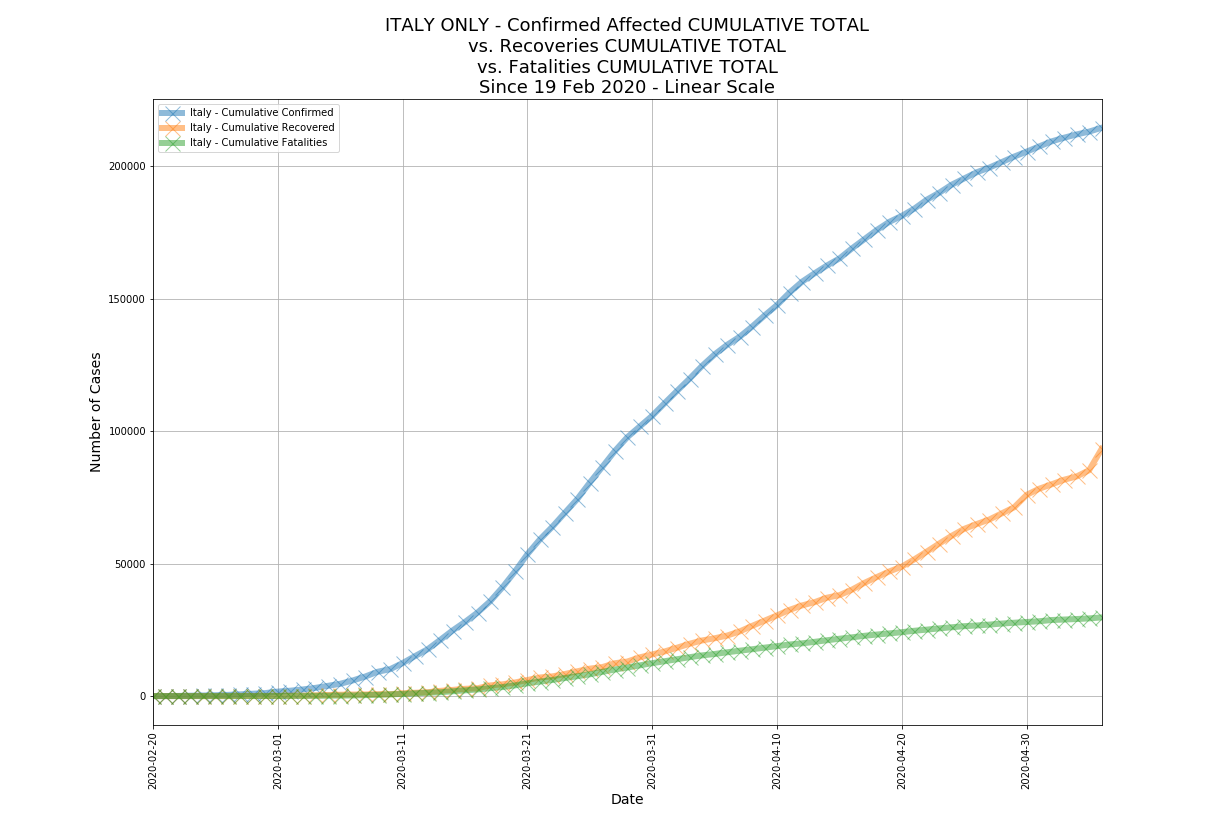 ITALY ONLY - Confirmed Affected CUMULATIVE TOTAL
vs. Recoveries CUMULATIVE TOTAL
vs. Fatalities CUMULATIVE TOTAL
Since 19 Feb 2020 - Linear Scale
Italy - Cumulative Confirmed
Italy - Cumulative Recovered
Italy - Cumulative Fatalities
Number of Cases
200000
150000
100000
50000
0
2020-02-20
2020-03-01
2020-03-11
2020-03-21
2020-03-31
2020-04-10
2020-04-20
2020-04-30
Date